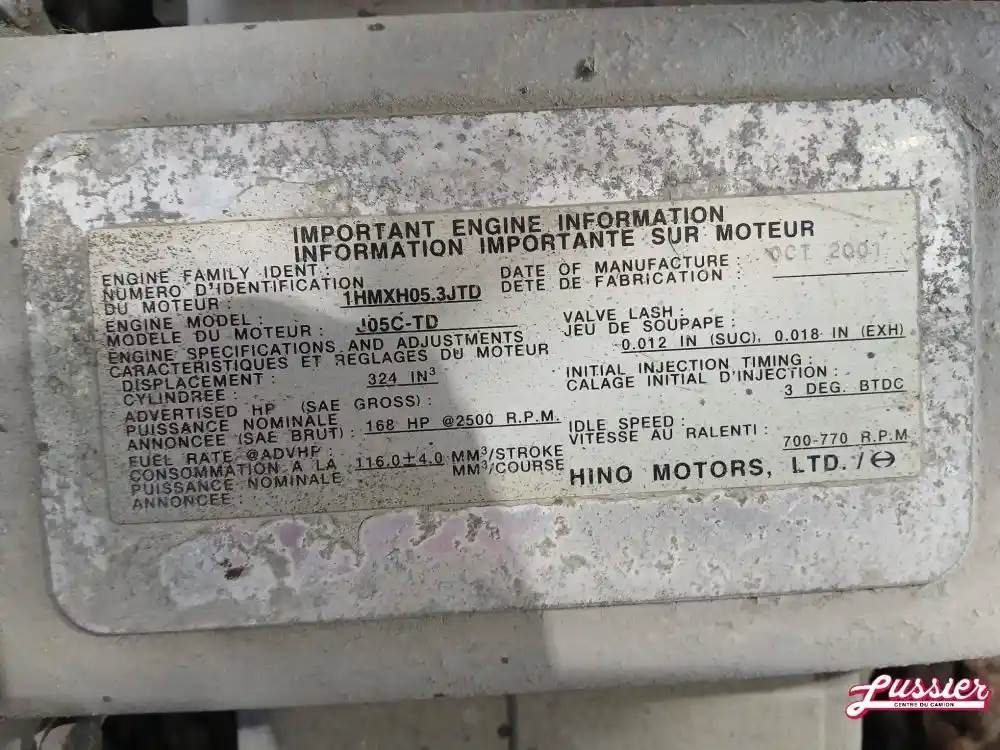 IMPORTANT ENGINE INFORMATION
INFORMATION IMPORTANTE SUR MOTEUR
ENGINE FAMILY IDENT :
NUMERO D'IDENTIFICATION
DU MOTEUR : 1HMXH05.3JTD
ENGINE MODEL :
MODELE DU MOTEUR : J05C-TD
ENGINE SPECIFICATIONS AND ADJUSTMENTS
CARACTERISTIQUES ET REGLAGES DU MOTEUR
DISPLACEMENT :
CYLINDREE : 324 IN³
ADVERTISED HP (SAE GROSS) :
PUISSANCE NOMINALE
ANNONCEE (SAE BRUT) : 168 HP @2500 R.P.M.
FUEL RATE @ADVHP :
CONSOMMATION A LA
PUISSANCE NOMINALE
ANNONCEE :
116.0±4.0 MM³/STROKE
MM³/COURSE
DATE OF MANUFACTURE : OCT 2001
DETE DE FABRICATION :
VALVE LASH :
JEU DE SOUPAPE :
0.012 IN (SUC), 0.018 IN (EXH)
INITIAL INJECTION TIMING :
CALAGE INITIAL D'INJECTION :
3 DEG. BTDC
IDLE SPEED :
VITESSE AU RALENTI : 700-770 R.P.M
HINO MOTORS, LTD./
Lussier
CENTRE DU CAMION